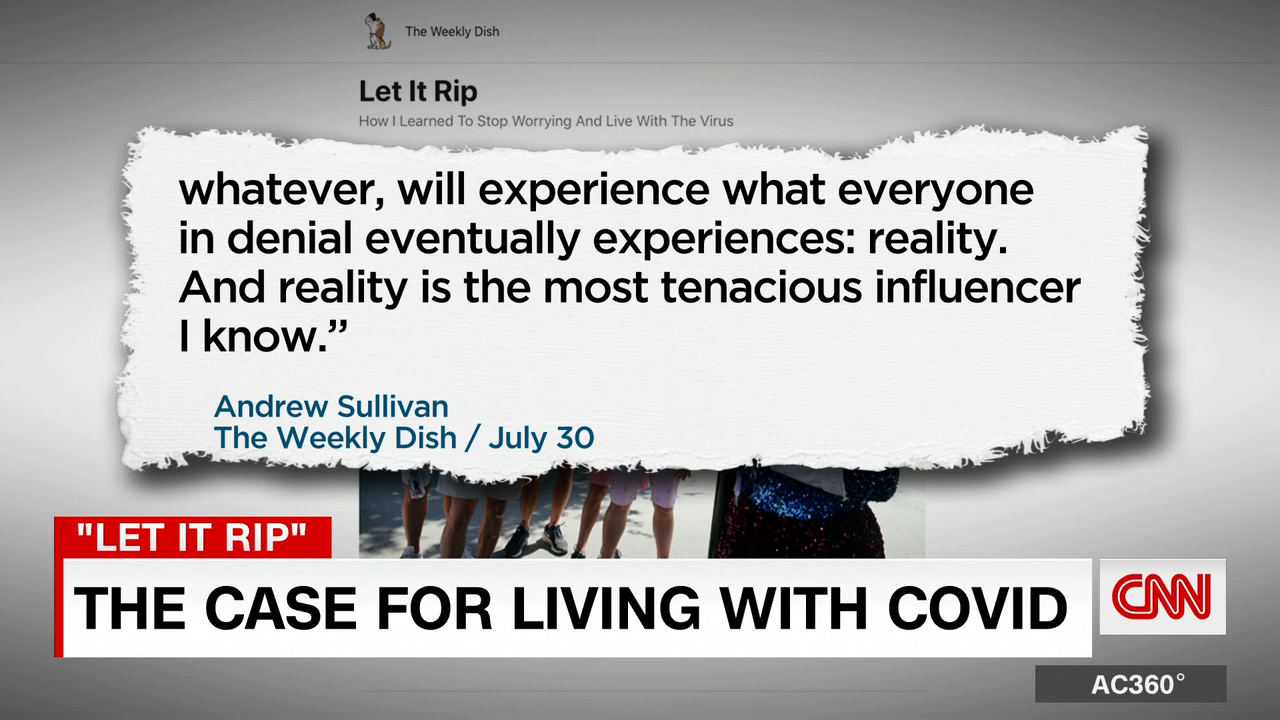 The Weekly Dish
Let It Rip
How I Learned To Stop Worrying And Live With The Virus
whatever, will experience what everyone
in denial eventually experiences: reality.
And reality is the most tenacious influencer
I know.”
Andrew Sullivan
The Weekly Dish / July 30
"LET IT RIP"
THE CASE FOR LIVING WITH COVID
CNN
AC360°